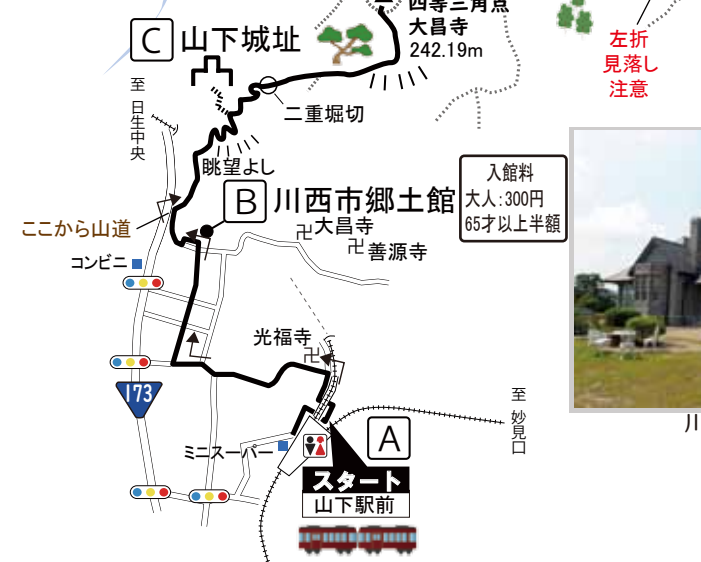 四等三角点
大昌寺
242.19m
C 山下城址
左折
見落し
注意
至 日生中央
二重堀切
眺望よし
入館料
大人:300円
65才以上半額
B 川西市郷土館
ここから山道
大昌寺
善源寺
コンビニ
光福寺
173
至 妙見口
A
ミニスーパー
スタート
山下駅前
川